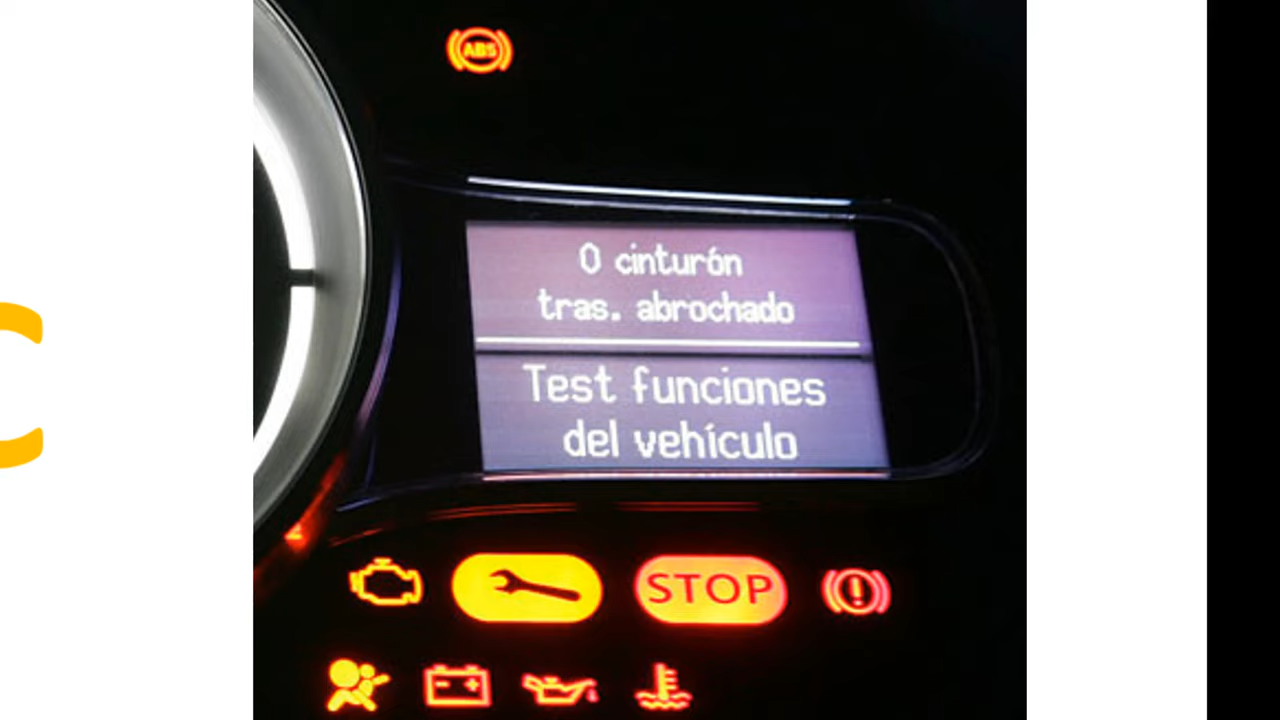 ABS
0 cinturón
tras. abrochado
Test funciones
del vehículo
STOP